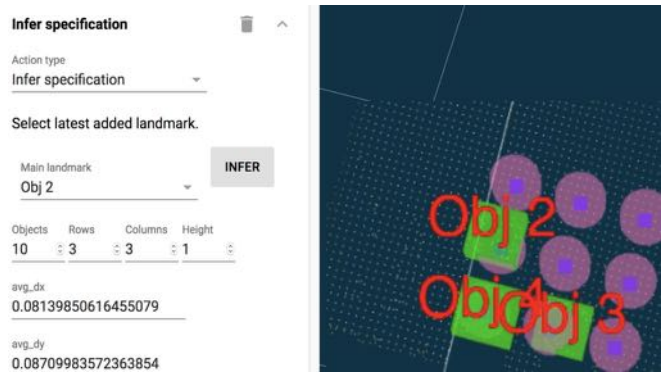 Infer specification
Action type
Infer specification
Select latest added landmark.
Main landmark
Obj 2
INFER
Objects Rows Columns Height
10 3 3 1
avg_dx
0.08139850616455079
avg_dy
0.08709983572363854
Obj 2
Obj 4
Obj 3